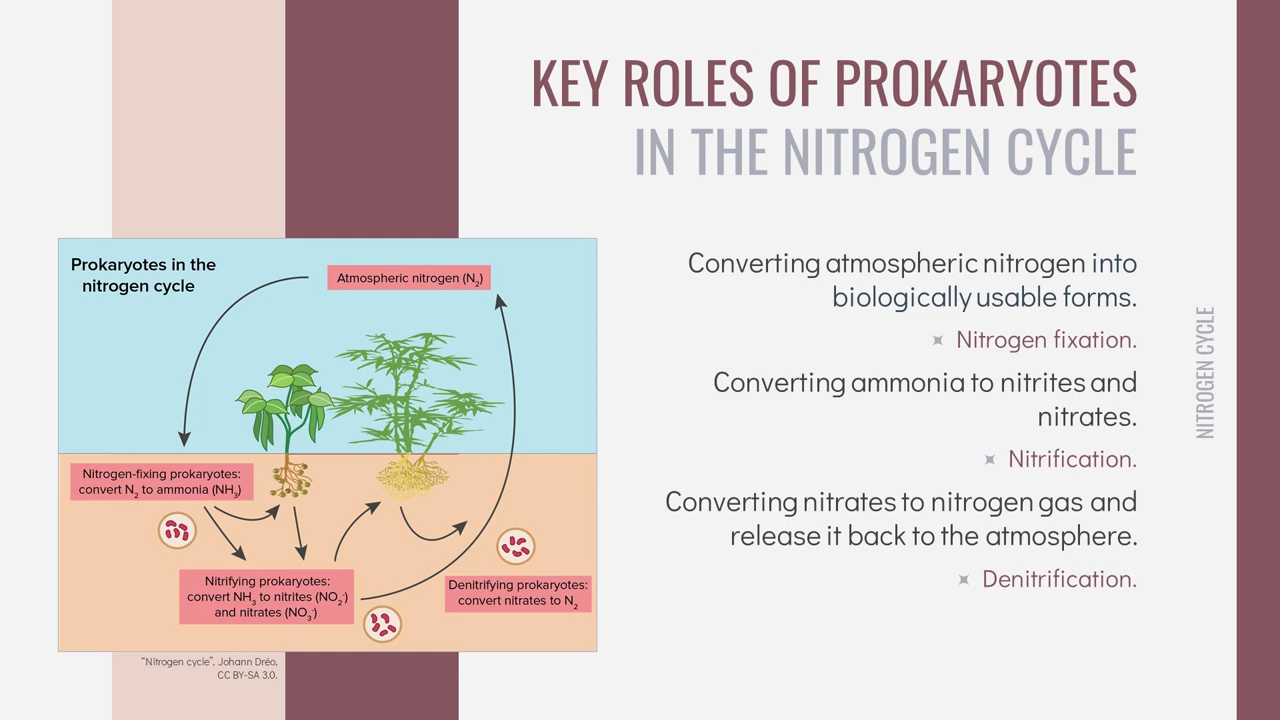 KEY ROLES OF PROKARYOTES
IN THE NITROGEN CYCLE
Prokaryotes in the
nitrogen cycle
Atmospheric nitrogen (N₂)
Nitrogen-fixing prokaryotes:
convert N₂ to ammonia (NH₃)
Nitrifying prokaryotes:
convert NH₃ to nitrites (NO₂⁻)
and nitrates (NO₃⁻)
Denitrifying prokaryotes:
convert nitrates to N₂
"Nitrogen cycle", Johann Dréo,
CC BY-SA 3.0.
Converting atmospheric nitrogen into
biologically usable forms.
Nitrogen fixation.
Converting ammonia to nitrites and
nitrates.
Nitrification.
Converting nitrates to nitrogen gas and
release it back to the atmosphere.
Denitrification.
NITROGEN CYCLE